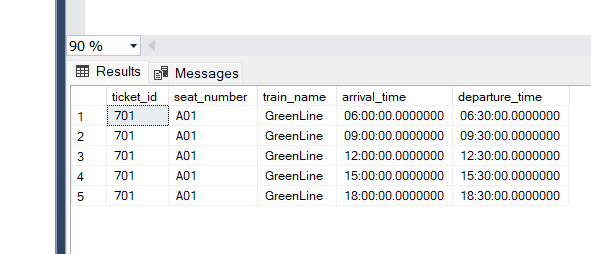 90 %
Results Messages
ticket_id seat_number train_name arrival_time departure_time
1 701 A01 GreenLine 06:00:00.0000000 06:30:00.0000000
2 701 A01 GreenLine 09:00:00.0000000 09:30:00.0000000
3 701 A01 GreenLine 12:00:00.0000000 12:30:00.0000000
4 701 A01 GreenLine 15:00:00.0000000 15:30:00.0000000
5 701 A01 GreenLine 18:00:00.0000000 18:30:00.0000000